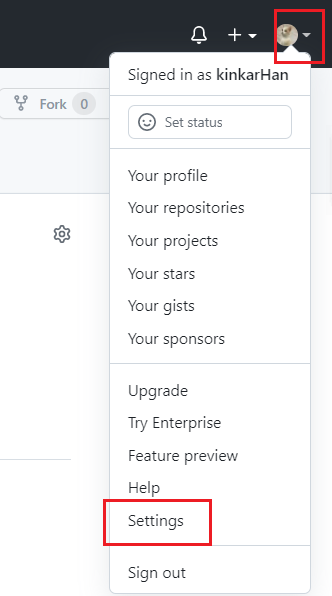 Fork 0
Signed in as kinkarHan
Set status
Your profile
Your repositories
Your projects
Your stars
Your gists
Your sponsors
Upgrade
Try Enterprise
Feature preview
Help
Settings
Sign out